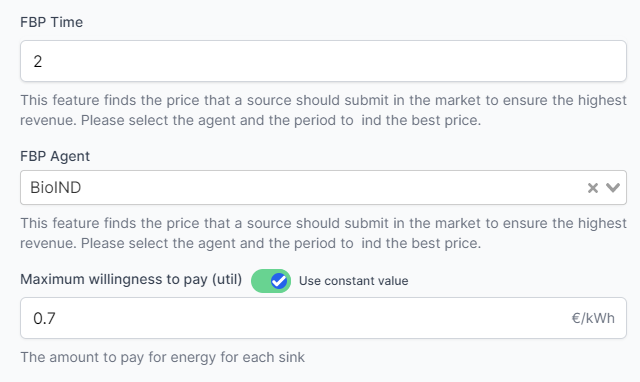 FBP Time
2
This feature finds the price that a source should submit in the market to ensure the highest
revenue. Please select the agent and the period to  ind the best price.
FBP Agent
BioIND
This feature finds the price that a source should submit in the market to ensure the highest
revenue. Please select the agent and the period to  ind the best price.
Maximum willingness to pay (util) Use constant value
0.7 €/kWh
The amount to pay for energy for each sink